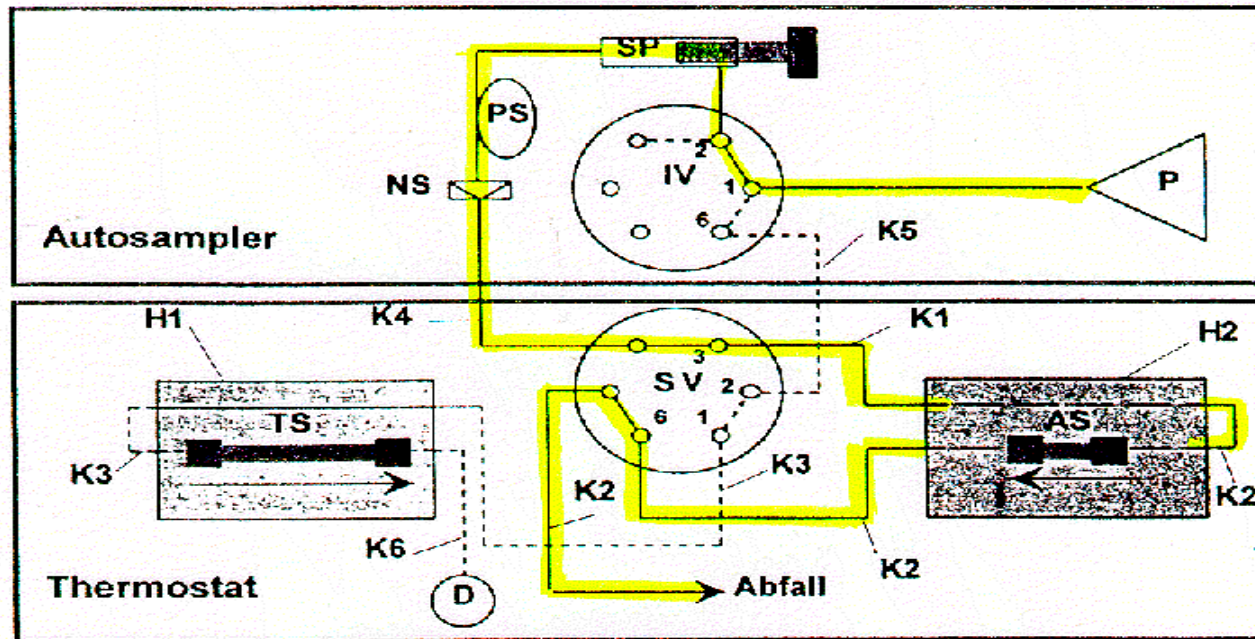 SP
PS
2
IV
NS
1
P
6
K5
Autosampler
H1
K4
K1
H2
3
SV
2
6
1
TS
AS
K3
K3
K2
K2
K6
K2
D
Abfall
Thermostat